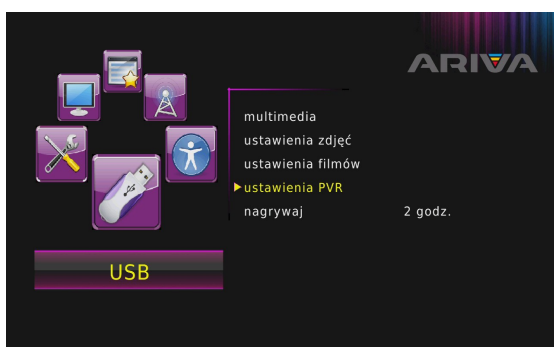 ARIVA
multimedia
ustawienia zdjęć
ustawienia filmów
ustawienia PVR
nagrywaj 2 godz.
USB